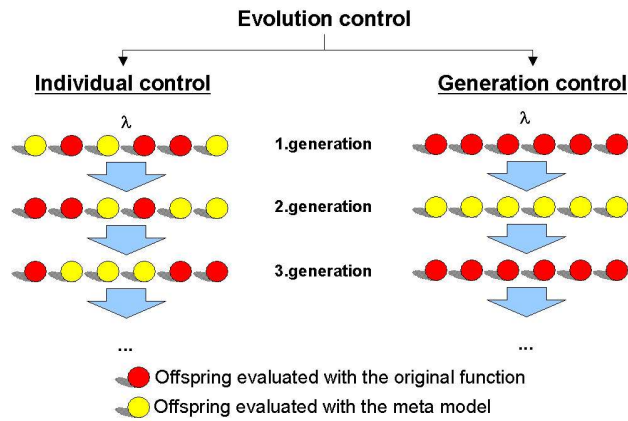 Evolution control
Individual control
Generation control
λ
λ
1.generation
2.generation
3.generation
...
...
Offspring evaluated with the original function
Offspring evaluated with the meta model